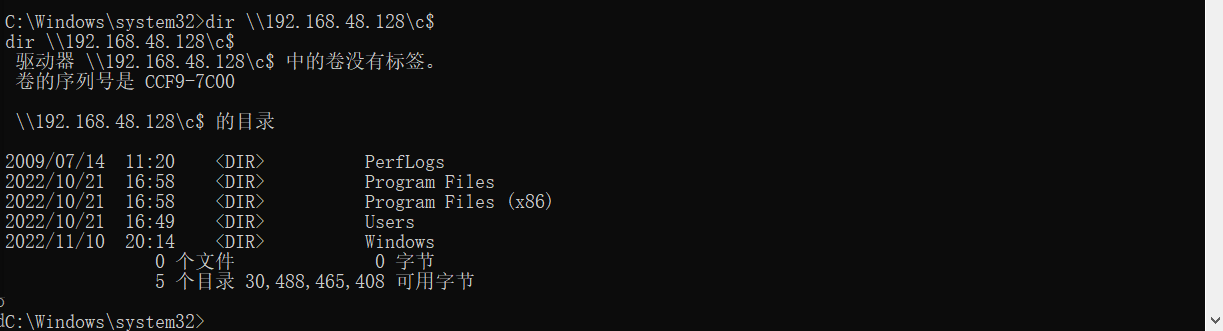 C:\Windows\system32>dir \\192.168.48.128\c$
dir \\192.168.48.128\c$
 驱动器 \\192.168.48.128\c$ 中的卷没有标签。
 卷的序列号是 CCF9-7C00

 \\192.168.48.128\c$ 的目录

2009/07/14  11:20    <DIR>          PerfLogs
2022/10/21  16:58    <DIR>          Program Files
2022/10/21  16:58    <DIR>          Program Files (x86)
2022/10/21  16:49    <DIR>          Users
2022/11/10  20:14    <DIR>          Windows
               0 个文件              0 字节
               5 个目录 30,488,465,408 可用字节

C:\Windows\system32>